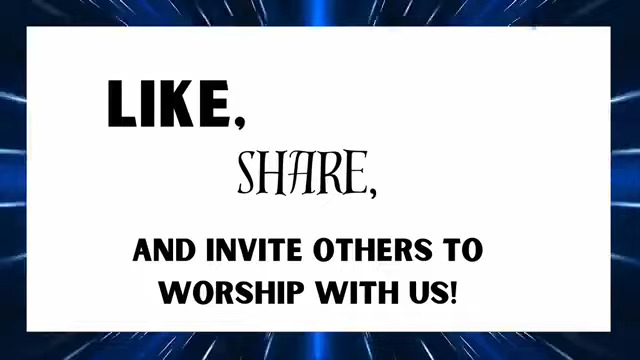 LIKE,
SHARE,
AND INVITE OTHERS TO
WORSHIP WITH US!